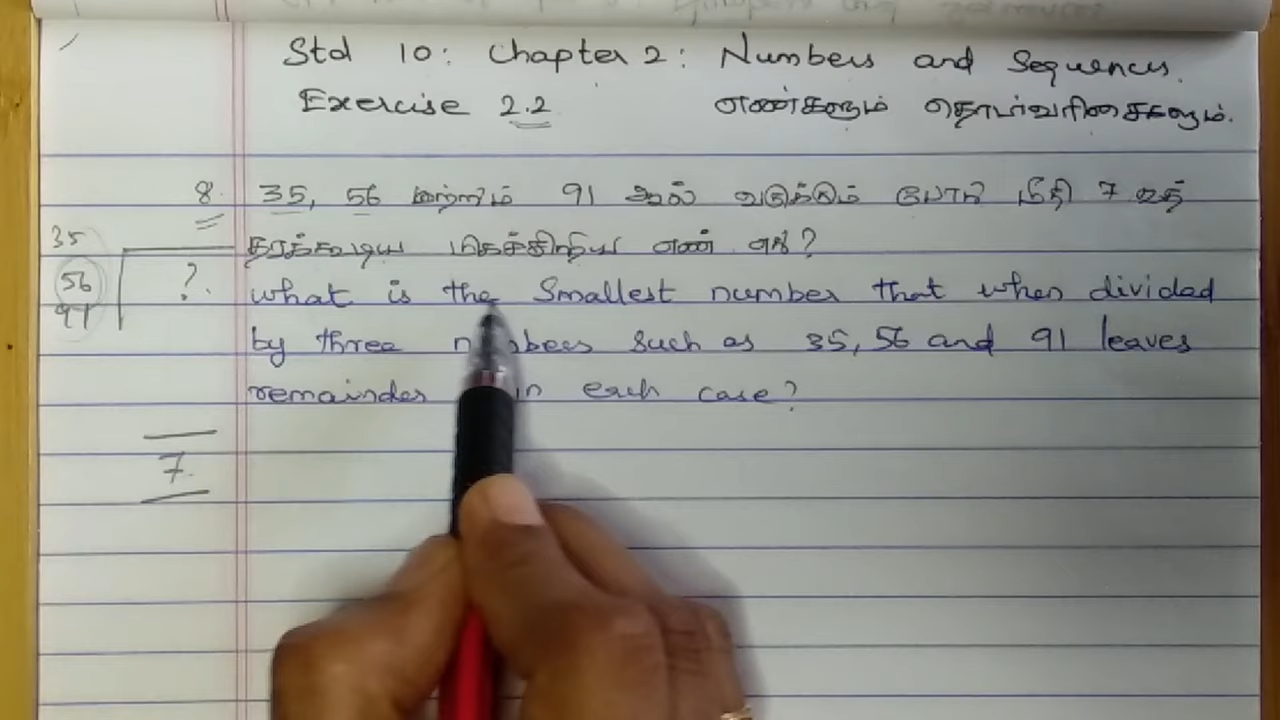 Std 10: Chapter 2: Numbers and Sequences.
Exercise 2.2 எண்களும் தொடர்வரிசைகளும்.
8. 35, 56 மற்றும் 91 ஆல் வகுக்கும் போது மீதி 7 ஐத்
தரக்கூடிய மிகச்சிறிய எண் எது?
35
56
91
?
what is the Smallest number that when divided
by three such as 35, 56 and 91 leaves
remainder in each case?
7